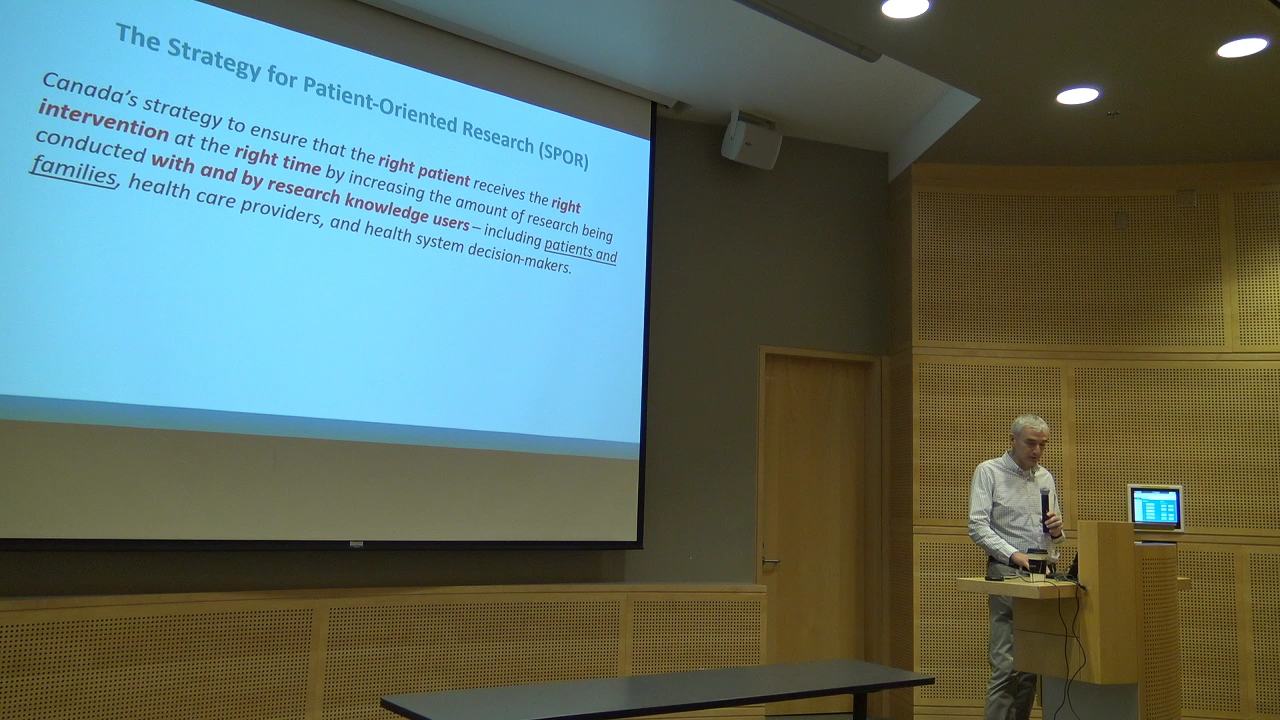 The Strategy for Patient-Oriented Research (SPOR)
Canada's strategy to ensure that the right patient receives the right
intervention at the right time by increasing the amount of research being
conducted with and by research knowledge users – including patients and
families, health care providers, and health system decision-makers.